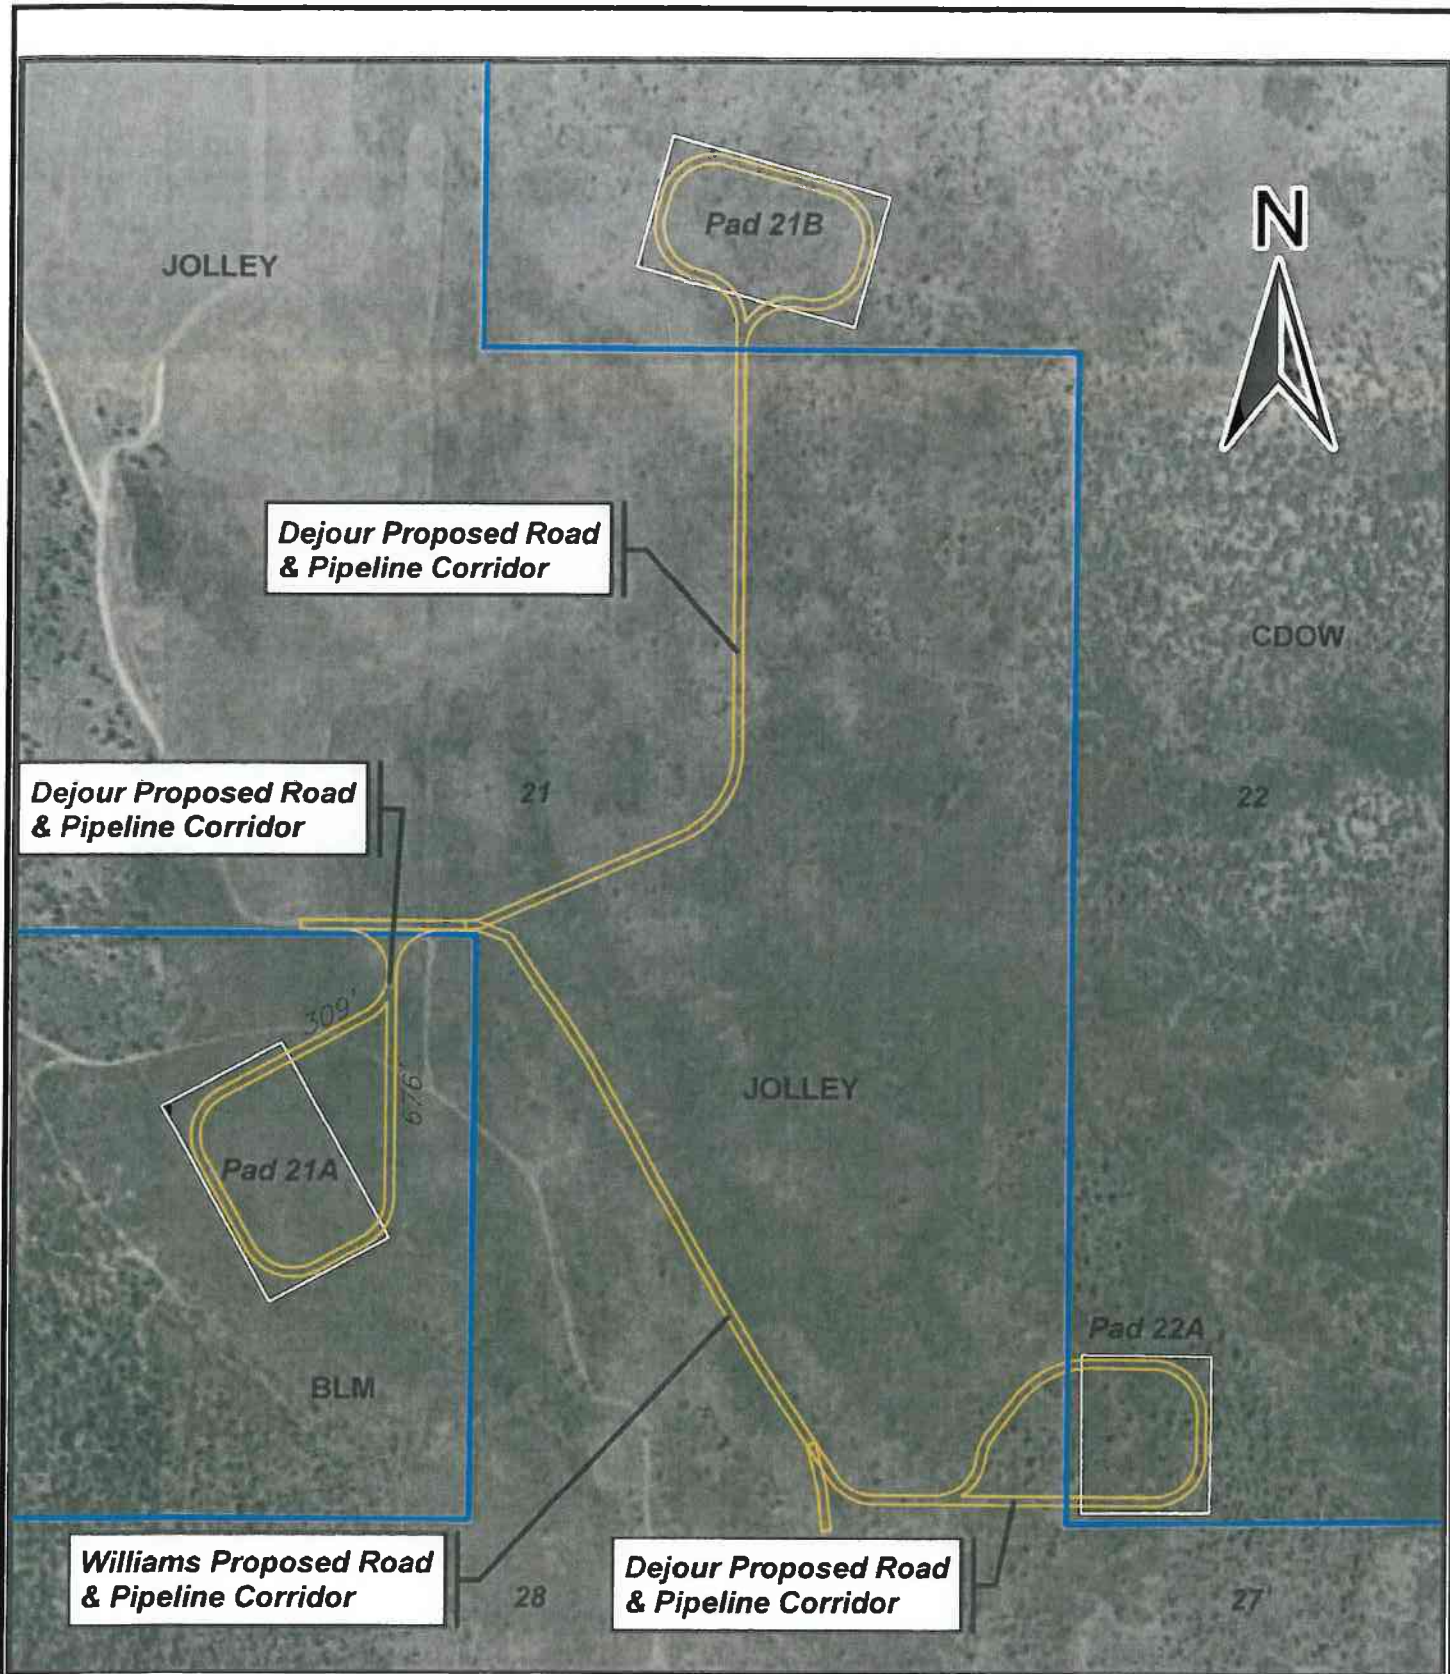 Pad 21B
N
JOLLEY
Dejour Proposed Road
& Pipeline Corridor
CDOW
Dejour Proposed Road
& Pipeline Corridor
21
22
309'
676'
JOLLEY
Pad 21A
Pad 22A
BLM
Williams Proposed Road
& Pipeline Corridor
28
Dejour Proposed Road
& Pipeline Corridor
27